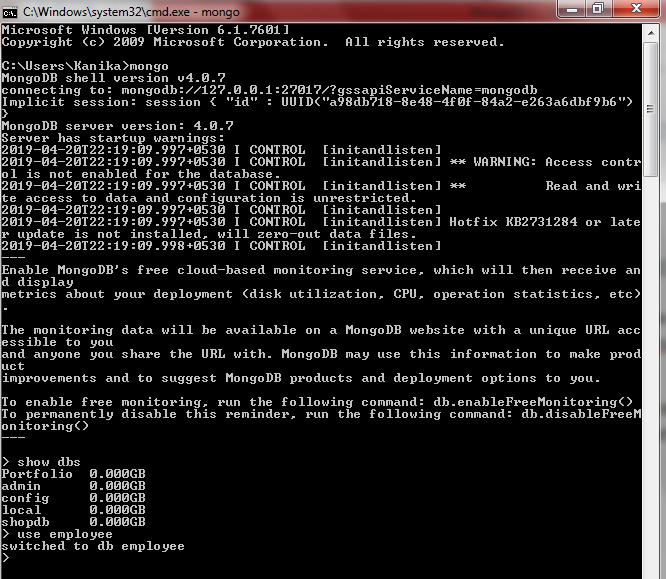 C:\Windows\system32\cmd.exe - mongo
Microsoft Windows [Version 6.1.7601]
Copyright (c) 2009 Microsoft Corporation.  All rights reserved.
C:\Users\Kanika>mongo
MongoDB shell version v4.0.7
connecting to: mongodb://127.0.0.1:27017/?gssapiServiceName=mongodb
Implicit session: session { "id" : UUID("a98db718-8e48-4f0f-84a2-e263a6dbf9b6")
}
MongoDB server version: 4.0.7
Server has startup warnings:
2019-04-20T22:19:09.997+0530 I CONTROL  [initandlisten]
2019-04-20T22:19:09.997+0530 I CONTROL  [initandlisten] ** WARNING: Access contr
ol is not enabled for the database.
2019-04-20T22:19:09.997+0530 I CONTROL  [initandlisten] **          Read and wri
te access to data and configuration is unrestricted.
2019-04-20T22:19:09.997+0530 I CONTROL  [initandlisten]
2019-04-20T22:19:09.997+0530 I CONTROL  [initandlisten] Hotfix KB2731284 or late
r update is not installed, will zero-out data files.
2019-04-20T22:19:09.998+0530 I CONTROL  [initandlisten]
---
Enable MongoDB's free cloud-based monitoring service, which will then receive an
d display
metrics about your deployment (disk utilization, CPU, operation statistics, etc)
.
The monitoring data will be available on a MongoDB website with a unique URL acc
essible to you
and anyone you share the URL with. MongoDB may use this information to make prod
uct
improvements and to suggest MongoDB products and deployment options to you.
To enable free monitoring, run the following command: db.enableFreeMonitoring()
To permanently disable this reminder, run the following command: db.disableFreeM
onitoring()
---
> show dbs
Portfolio  0.000GB
admin      0.000GB
config     0.000GB
local      0.000GB
shopdb     0.000GB
> use employee
switched to db employee
>